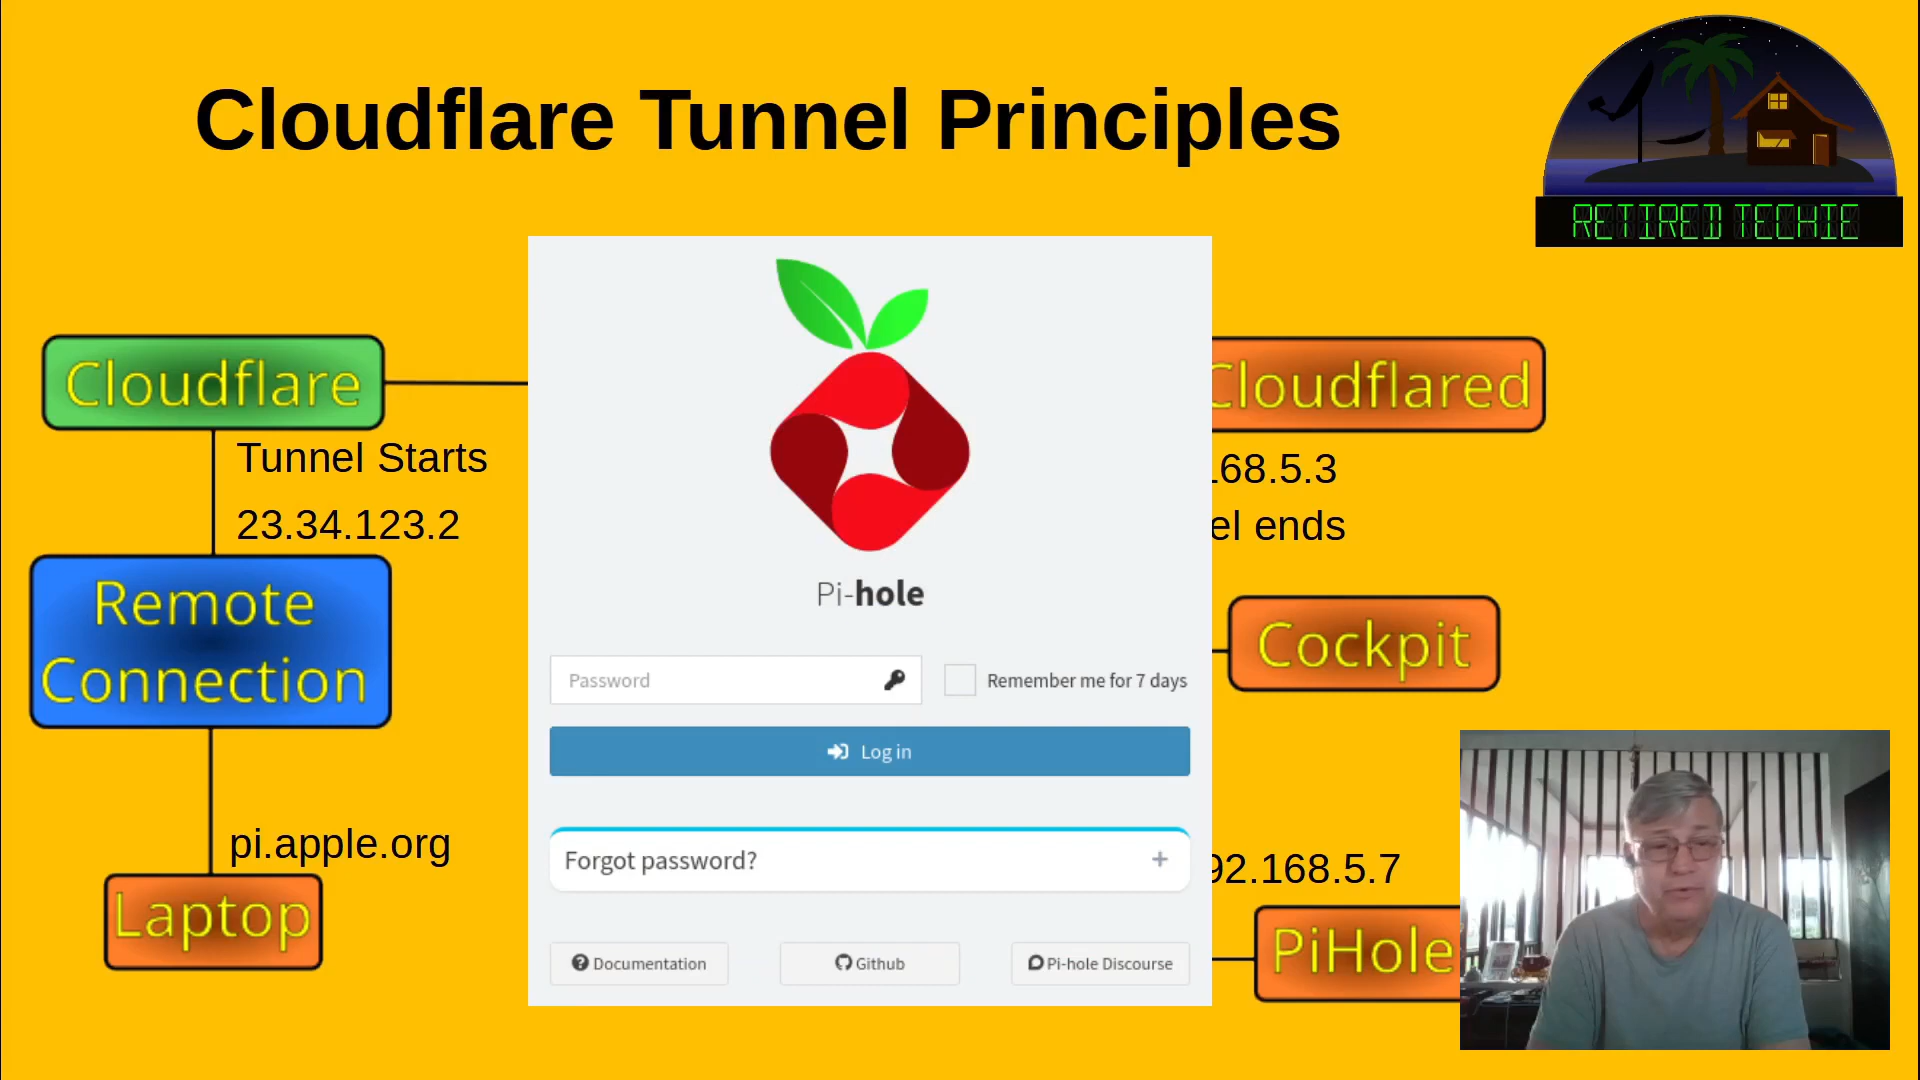 Cloudflare Tunnel Principles
RETIRED TECHIE
Cloudflare
Tunnel Starts
23.34.123.2
Remote
Connection
pi.apple.org
Laptop
Pi-hole
Password
Remember me for 7 days
Log in
Forgot password?
Documentation
Github
Pi-hole Discourse
Cloudflared
.168.5.3
el ends
Cockpit
92.168.5.7
PiHole